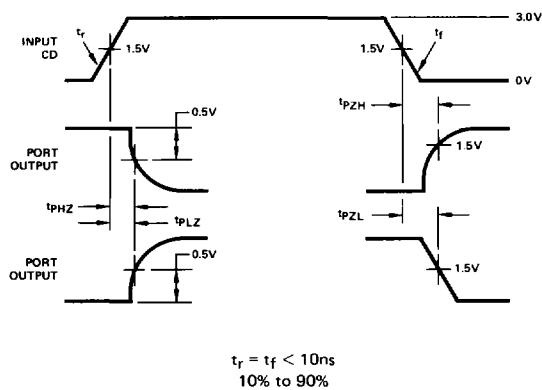 INPUT
CD
tr
1.5V
1.5V
tf
3.0V
0V
PORT
OUTPUT
0.5V
tPZH
1.5V
tPHZ
tPLZ
tPZL
PORT
OUTPUT
0.5V
1.5V
tr = tf < 10ns
10% to 90%